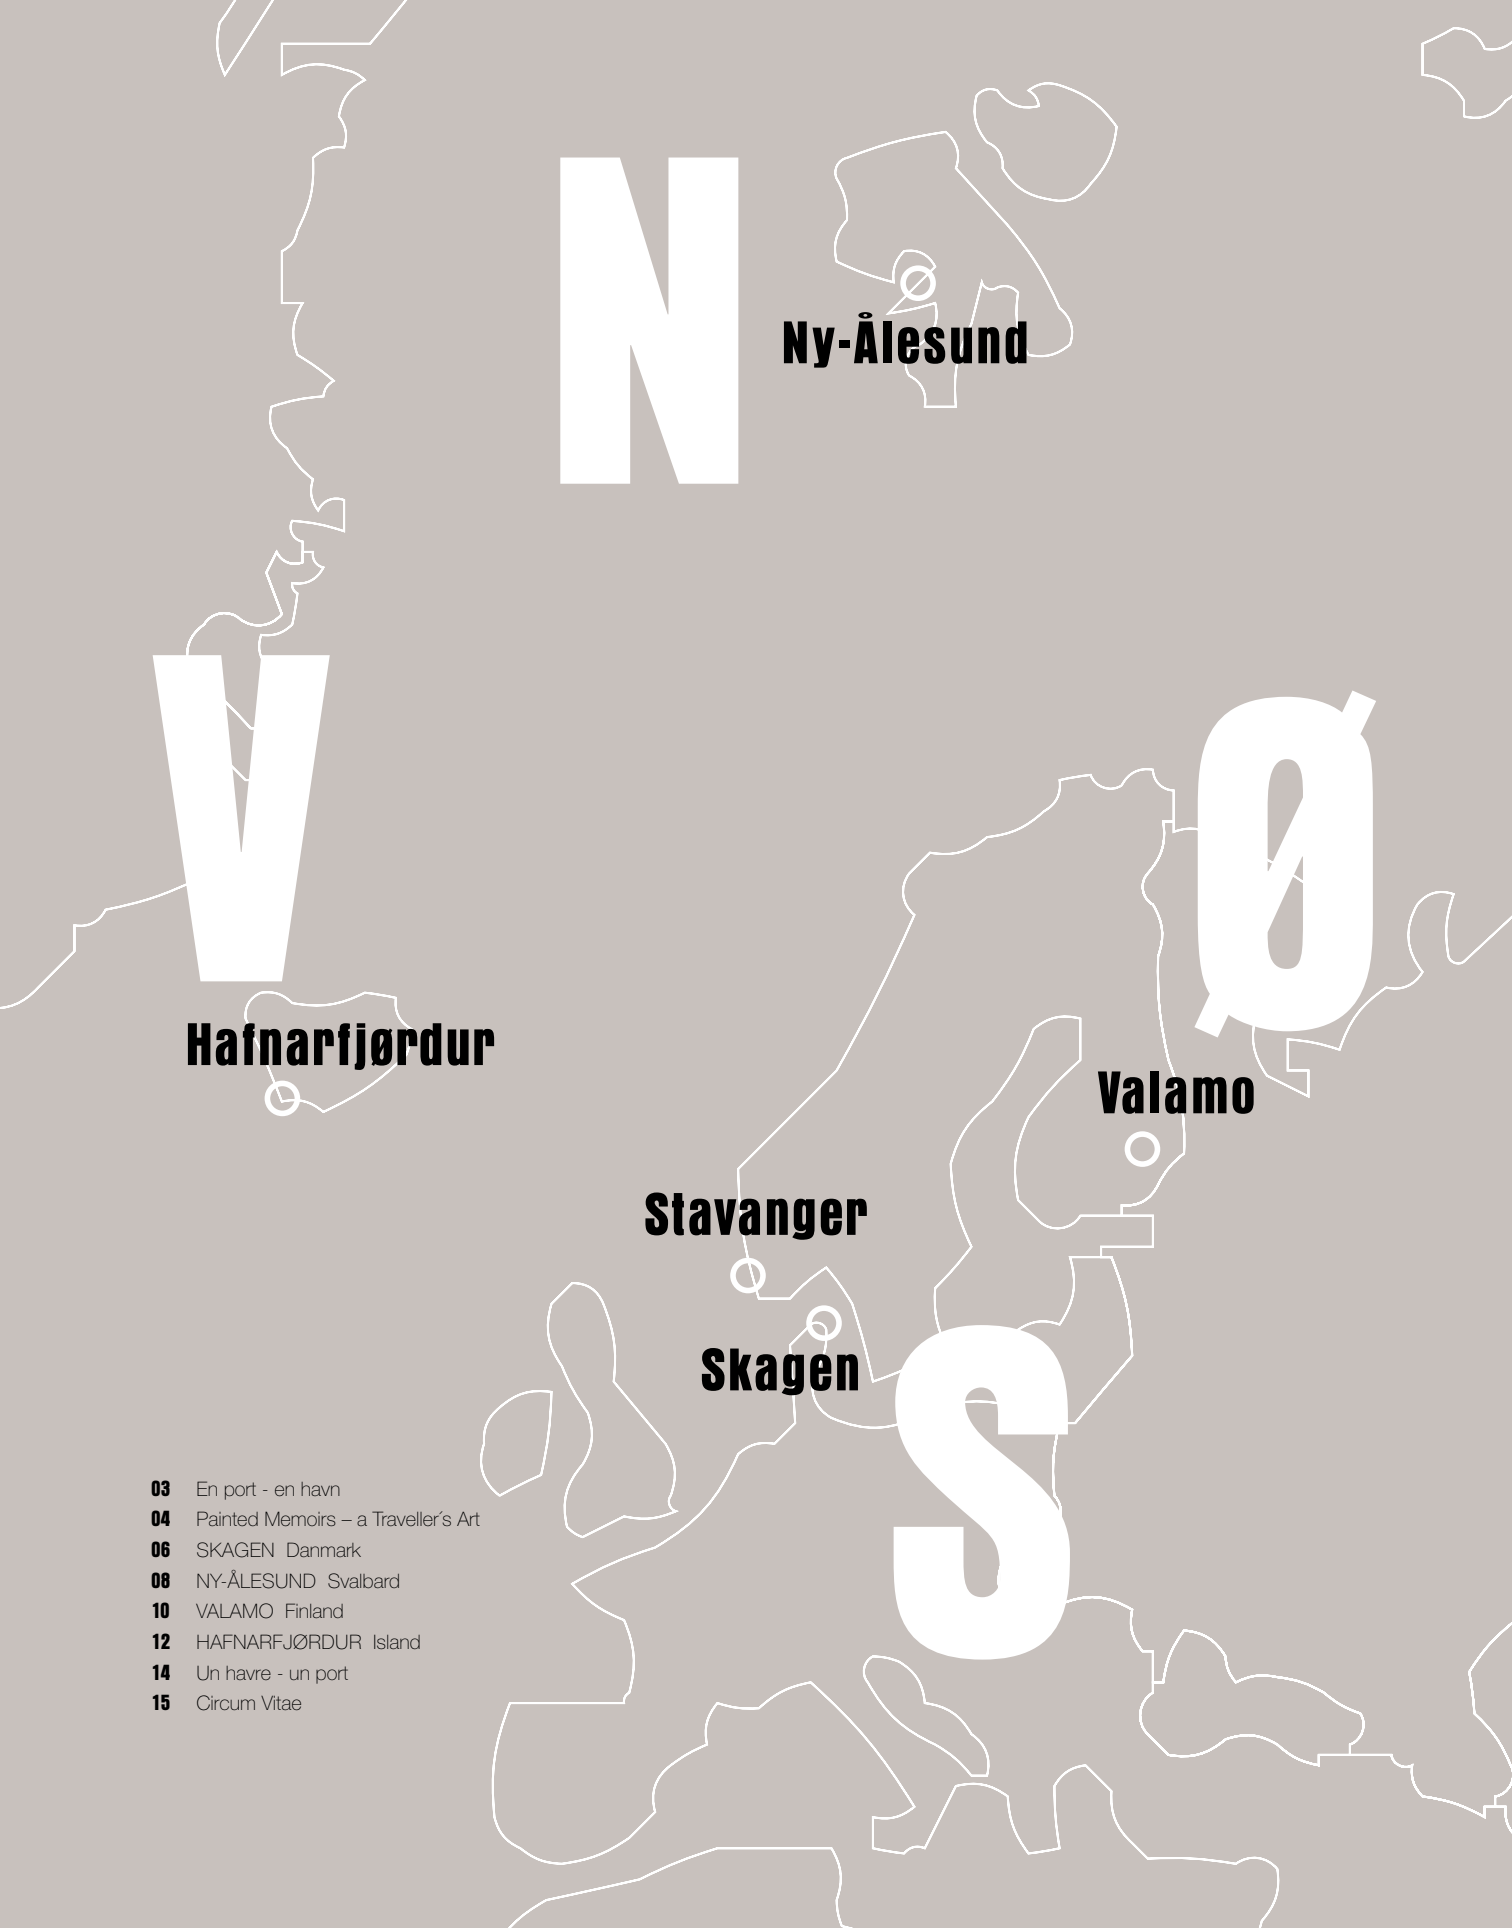 N
Ny-Ålesund
V
Ø
Hafnarfjørdur
Valamo
Stavanger
Skagen
S
03 En port - en havn
04 Painted Memoirs – a Traveller´s Art
06 SKAGEN Danmark
08 NY-ÅLESUND Svalbard
10 VALAMO Finland
12 HAFNARFJØRDUR Island
14 Un havre - un port
15 Circum Vitae